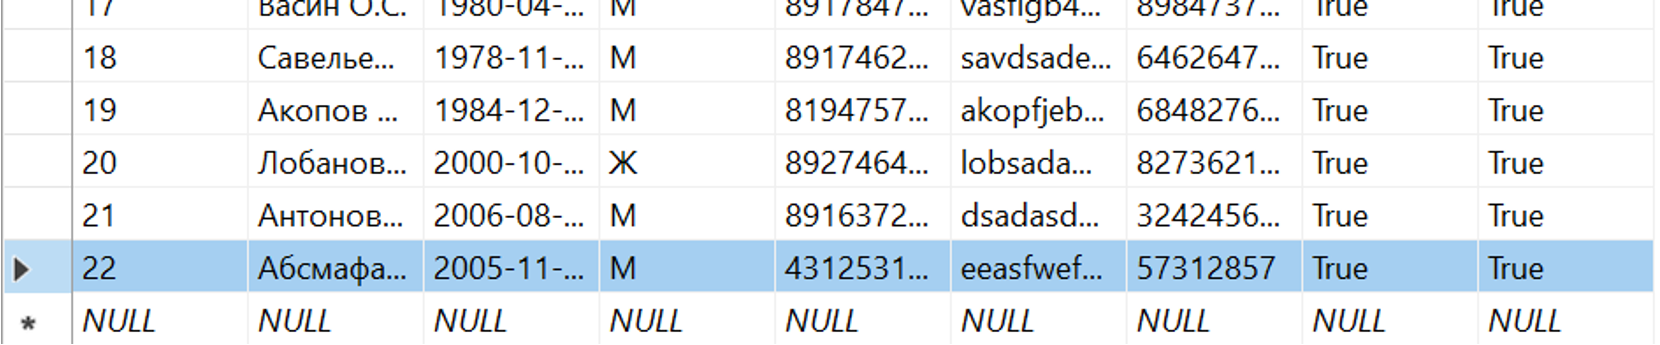 17 Васин О.С. 1980-04-... М 8917847... vasfigb4... 8984737... True True
18 Савелье... 1978-11-... М 8917462... savdsade... 6462647... True True
19 Акопов ... 1984-12-... М 8194757... akopfjeb... 6848276... True True
20 Лобанов... 2000-10-... Ж 8927464... lobsada... 8273621... True True
21 Антонов... 2006-08-... М 8916372... dsadasd... 3242456... True True
22 Абсмафа... 2005-11-... М 4312531... eeasfwef... 57312857 True True
* NULL NULL NULL NULL NULL NULL NULL NULL NULL